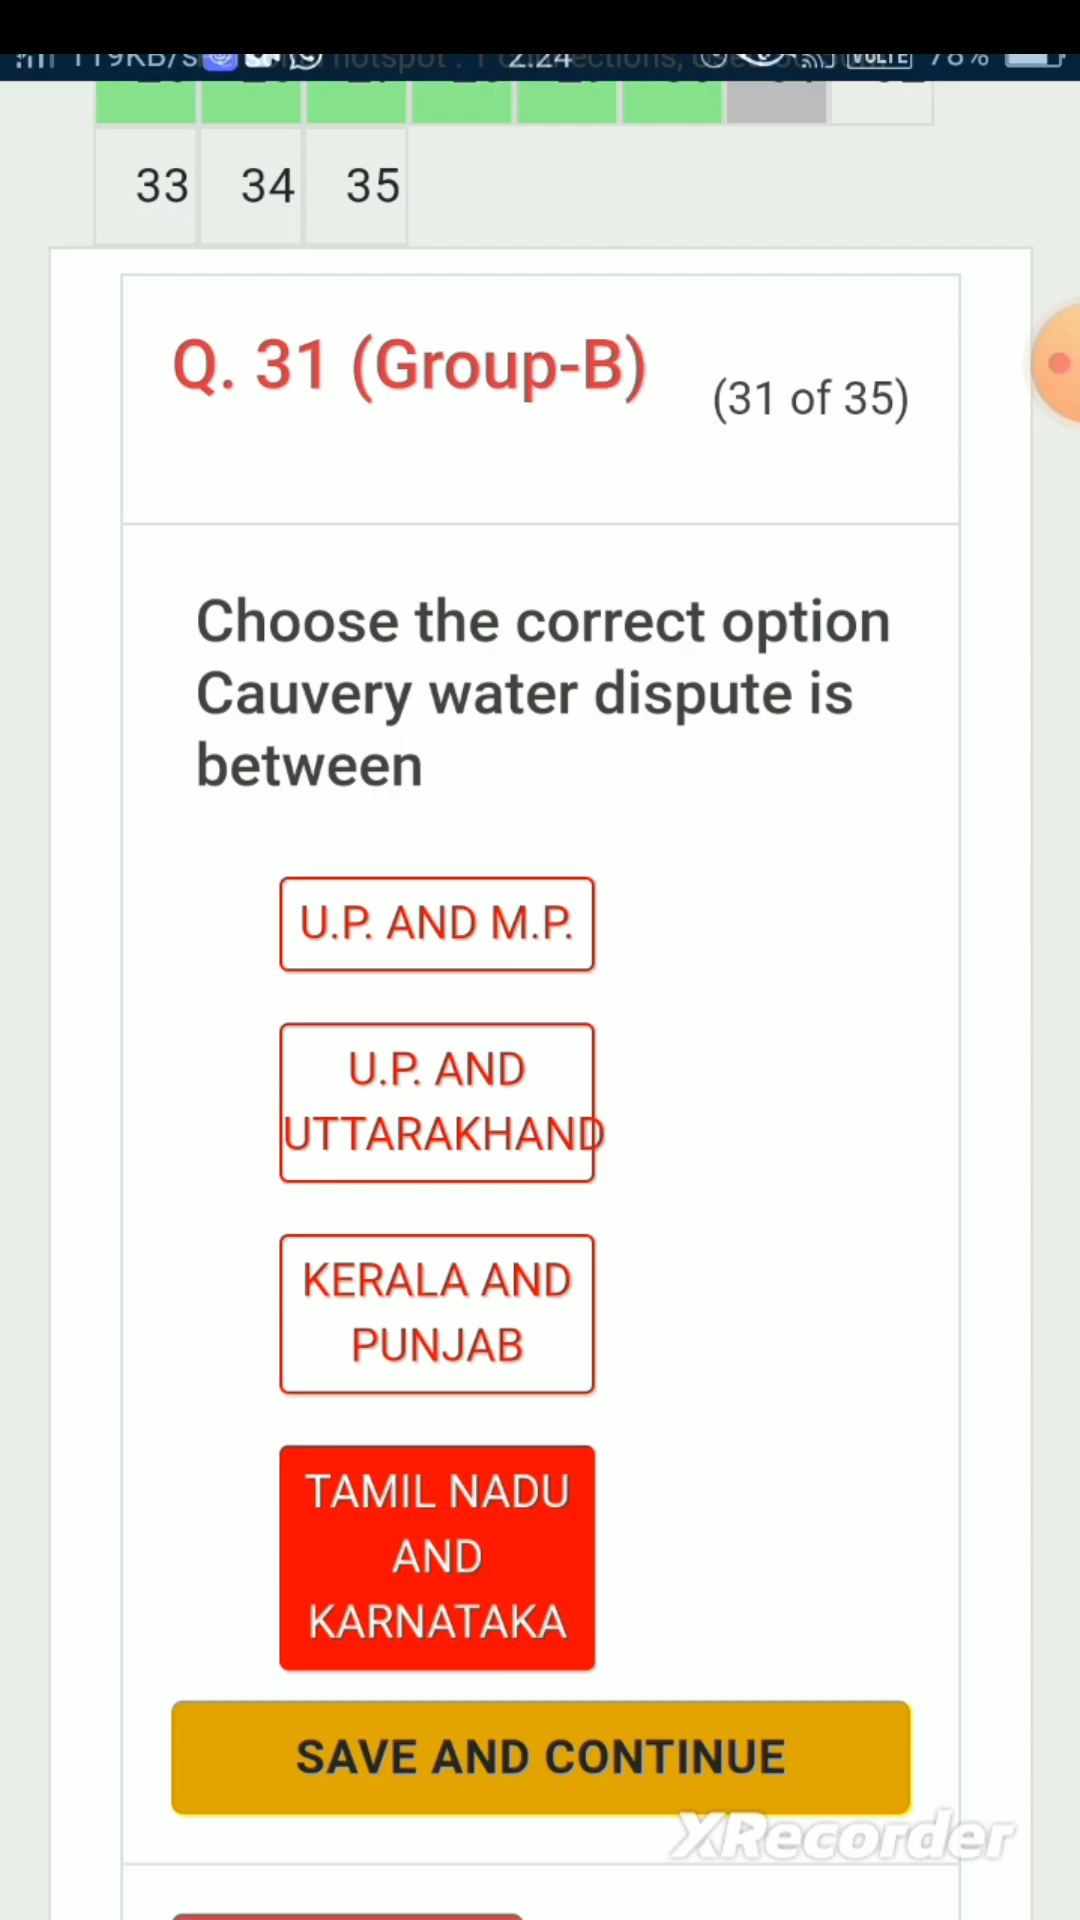 33 34 35
Q. 31 (Group-B)
(31 of 35)
Choose the correct option
Cauvery water dispute is
between
U.P. AND M.P.
U.P. AND
UTTARAKHAND
KERALA AND
PUNJAB
TAMIL NADU
AND
KARNATAKA
SAVE AND CONTINUE
XRecorder